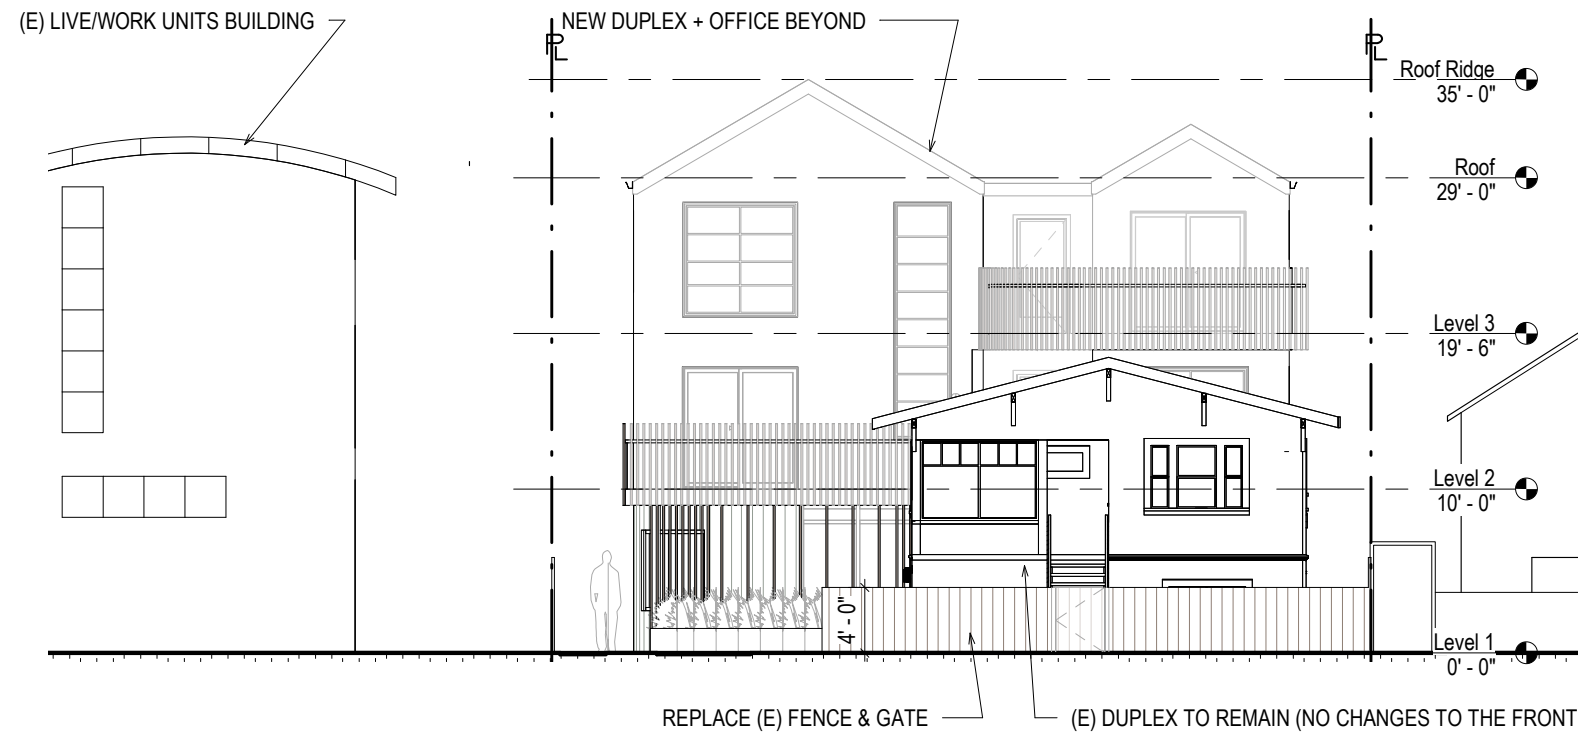 (E) LIVE/WORK UNITS BUILDING
NEW DUPLEX + OFFICE BEYOND
PL
PL
Roof Ridge
35' - 0"
Roof
29' - 0"
Level 3
19' - 6"
Level 2
10' - 0"
4' - 0"
Level 1
0' - 0"
REPLACE (E) FENCE & GATE
(E) DUPLEX TO REMAIN (NO CHANGES TO THE FRONT